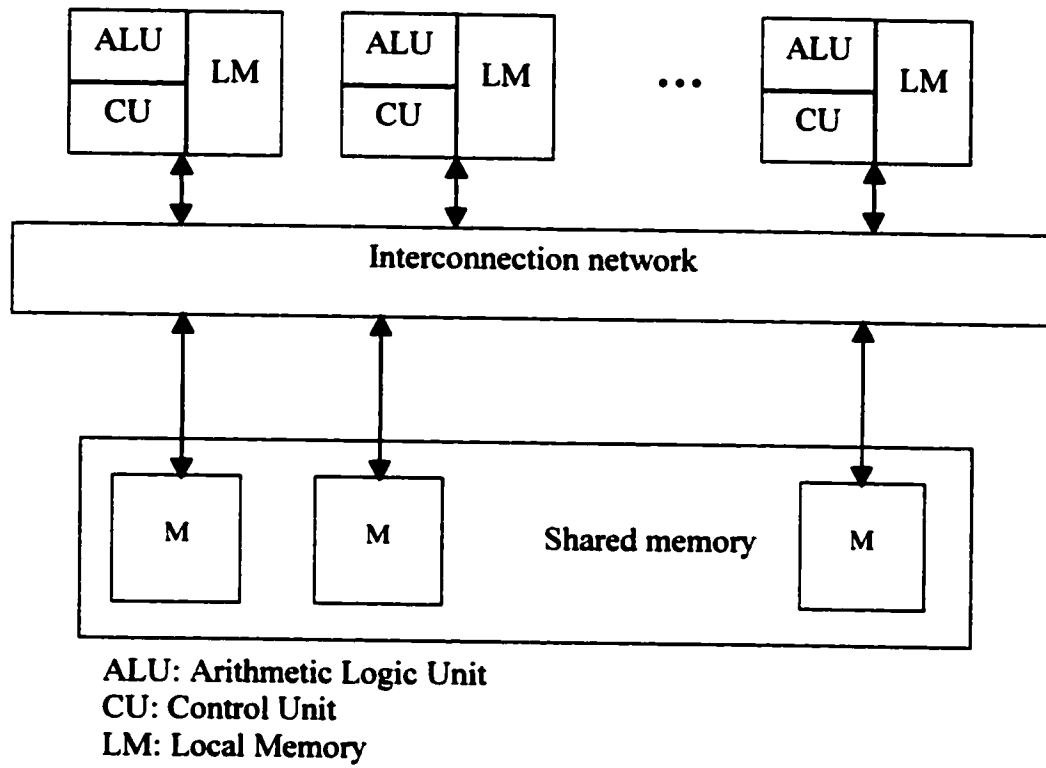 ALU
LM
CU
ALU
LM
CU
...
ALU
LM
CU
Interconnection network
M
M
Shared memory
M
ALU: Arithmetic Logic Unit
CU: Control Unit
LM: Local Memory